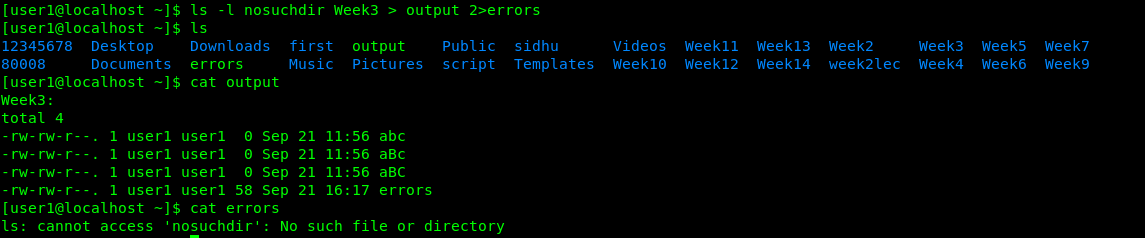 [user1@localhost ~]$ ls -l nosuchdir Week3 > output 2>errors
[user1@localhost ~]$ ls
12345678  Desktop    Downloads  first  output    Public  sidhu      Videos  Week11  Week13  Week2     Week3  Week5  Week7
80008     Documents  errors     Music  Pictures  script  Templates  Week10  Week12  Week14  week2lec  Week4  Week6  Week9
[user1@localhost ~]$ cat output
Week3:
total 4
-rw-rw-r--. 1 user1 user1  0 Sep 21 11:56 abc
-rw-rw-r--. 1 user1 user1  0 Sep 21 11:56 aBc
-rw-rw-r--. 1 user1 user1  0 Sep 21 11:56 aBC
-rw-rw-r--. 1 user1 user1 58 Sep 21 16:17 errors
[user1@localhost ~]$ cat errors
ls: cannot access 'nosuchdir': No such file or directory